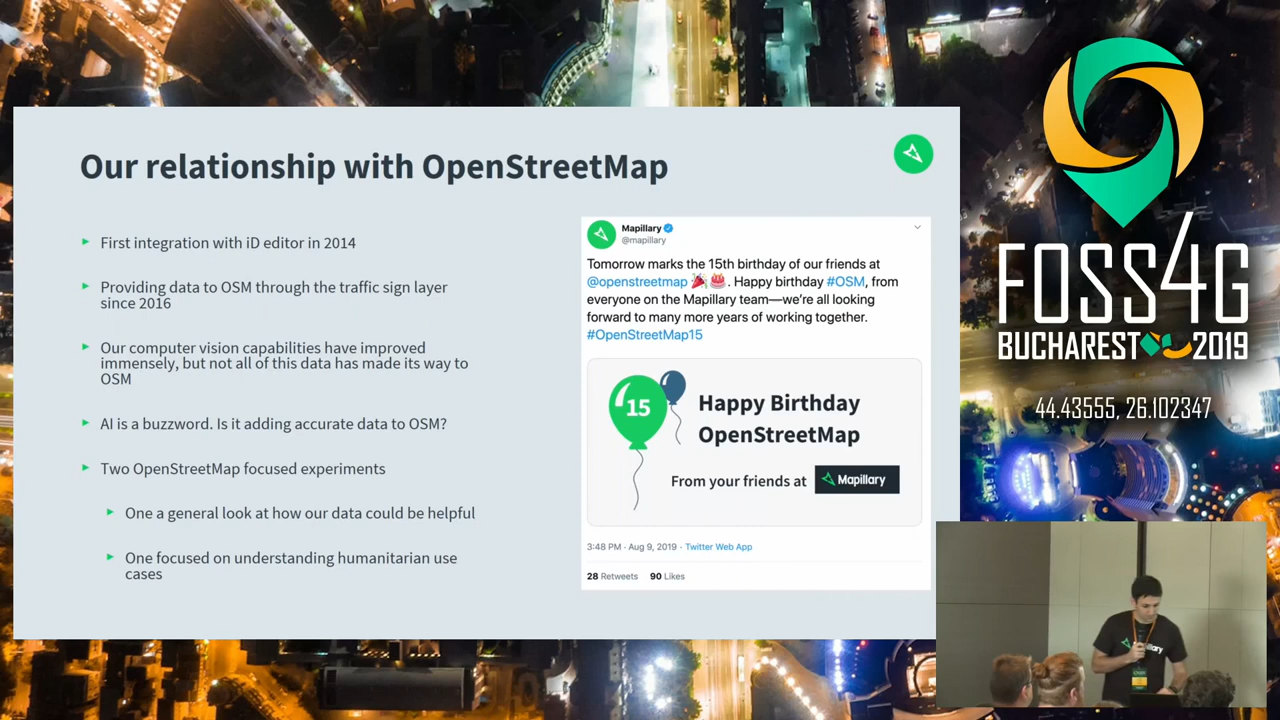 Our relationship with OpenStreetMap
First integration with iD editor in 2014
Providing data to OSM through the traffic sign layer
since 2016
Our computer vision capabilities have improved
immensely, but not all of this data has made its way to
OSM
AI is a buzzword. Is it adding accurate data to OSM?
Two OpenStreetMap focused experiments
One a general look at how our data could be helpful
One focused on understanding humanitarian use
cases
Mapillary
@mapillary
Tomorrow marks the 15th birthday of our friends at
@openstreetmap 🎉🎂. Happy birthday #OSM, from
everyone on the Mapillary team—we're all looking
forward to many more years of working together.
#OpenStreetMap15
15
Happy Birthday
OpenStreetMap
From your friends at Mapillary
3:48 PM · Aug 9, 2019 · Twitter Web App
28 Retweets 90 Likes
FOSS4G
BUCHAREST 2019
44.43555, 26.102347